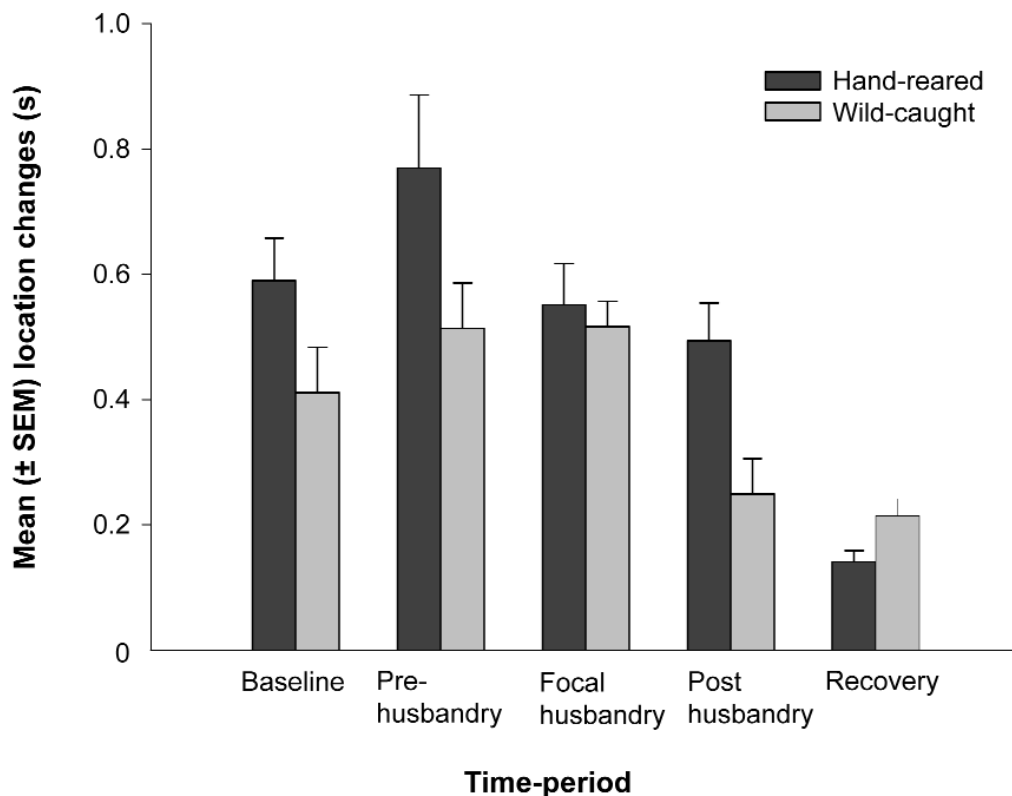 Mean (± SEM) location changes (s)
1.0
0.8
0.6
0.4
0.2
0
Hand-reared
Wild-caught
Baseline
Pre-
husbandry
Focal
husbandry
Post
husbandry
Recovery
Time-period